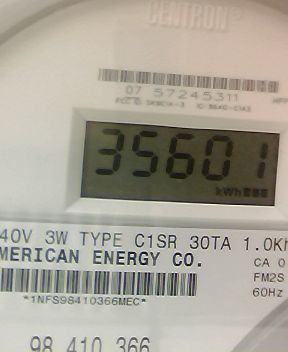 CENTRON®
07 57245311
35601
kWh
40V 3W TYPE C1SR 30TA 1.0Kh
MERICAN ENERGY CO.
CA 0
FM2S
*1NFS98410366MEC*
60Hz
98 410 366